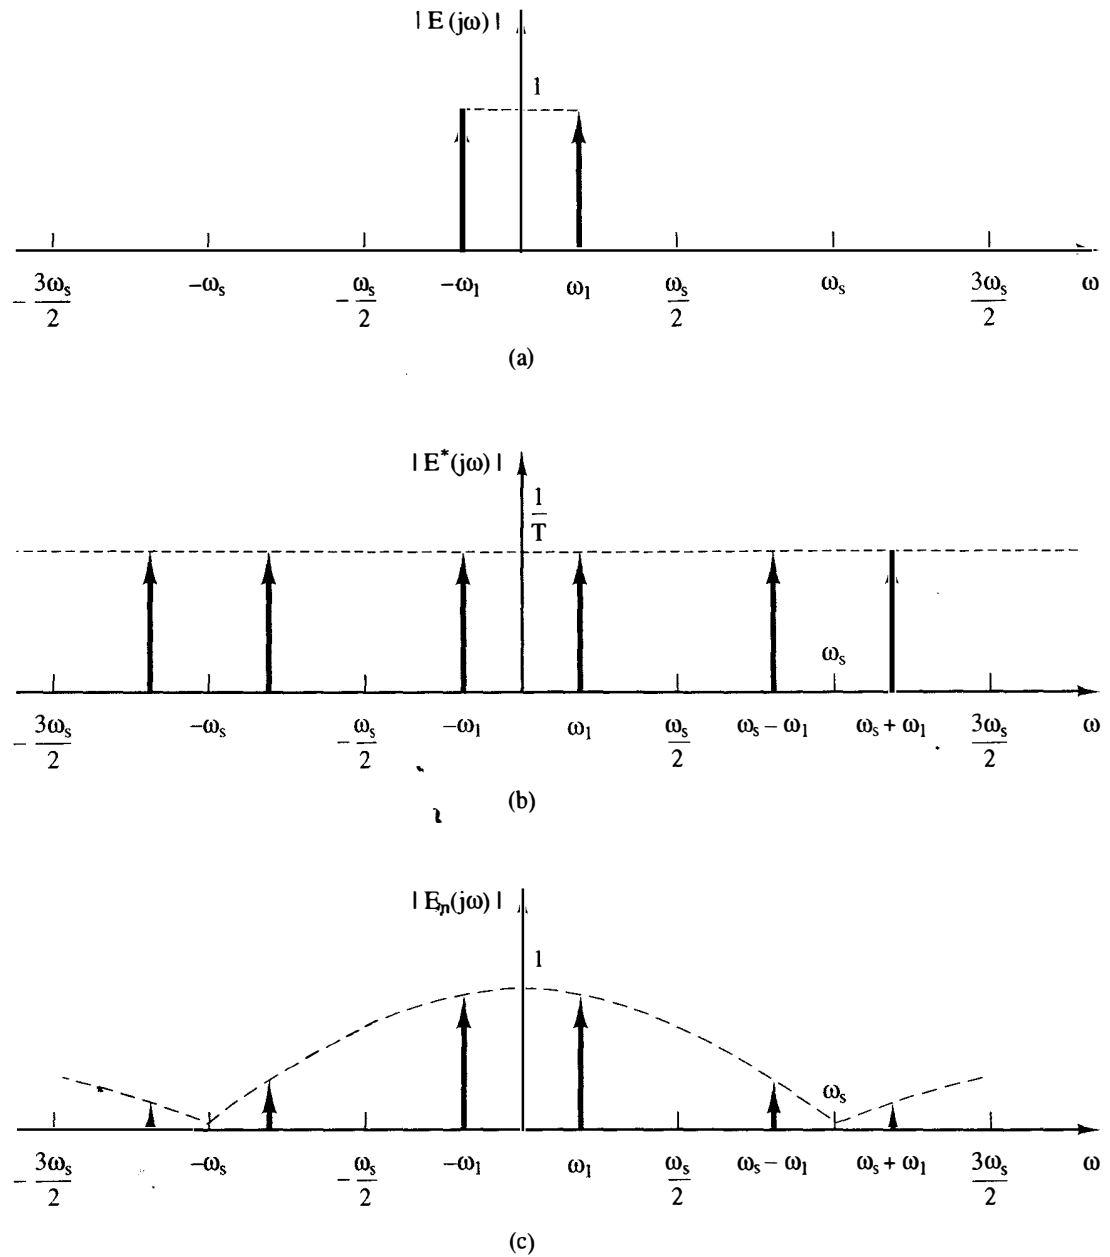 | E (jω) |
1
- 3ωs/2 -ωs - ωs/2 -ω1 ω1 ωs/2 ωs 3ωs/2 ω
(a)
| E*(jω) |
1/T
ωs
- 3ωs/2 -ωs - ωs/2 -ω1 ω1 ωs/2 ωs - ω1 ωs + ω1 3ωs/2 ω
(b)
| En(jω) |
1
ωs
- 3ωs/2 -ωs - ωs/2 -ω1 ω1 ωs/2 ωs - ω1 ωs + ω1 3ωs/2 ω
(c)